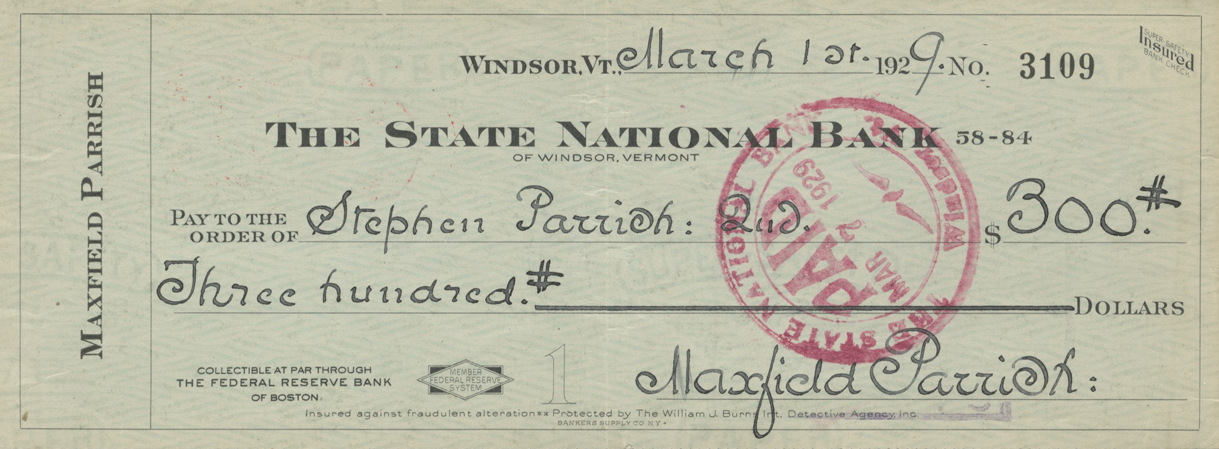 WINDSOR, VT., March 1st. 1929. No. 3109
SUPER-SAFETY
Insured
BANK CHECK
MAXFIELD PARRISH
THE STATE NATIONAL BANK 58-84
OF WINDSOR, VERMONT
PAY TO THE
ORDER OF Stephen Parrish: 2nd. $300.#
Three hundred.# DOLLARS
THE STATE NATIONAL BANK
PAID
MAR 7 1929
COLLECTIBLE AT PAR THROUGH
THE FEDERAL RESERVE BANK
OF BOSTON.
MEMBER
FEDERAL RESERVE
SYSTEM
1
Maxfield Parrish:
Insured against fraudulent alteration Protected by The William J. Burns Int. Detective Agency, Inc.
BANKERS SUPPLY CO. N.Y.